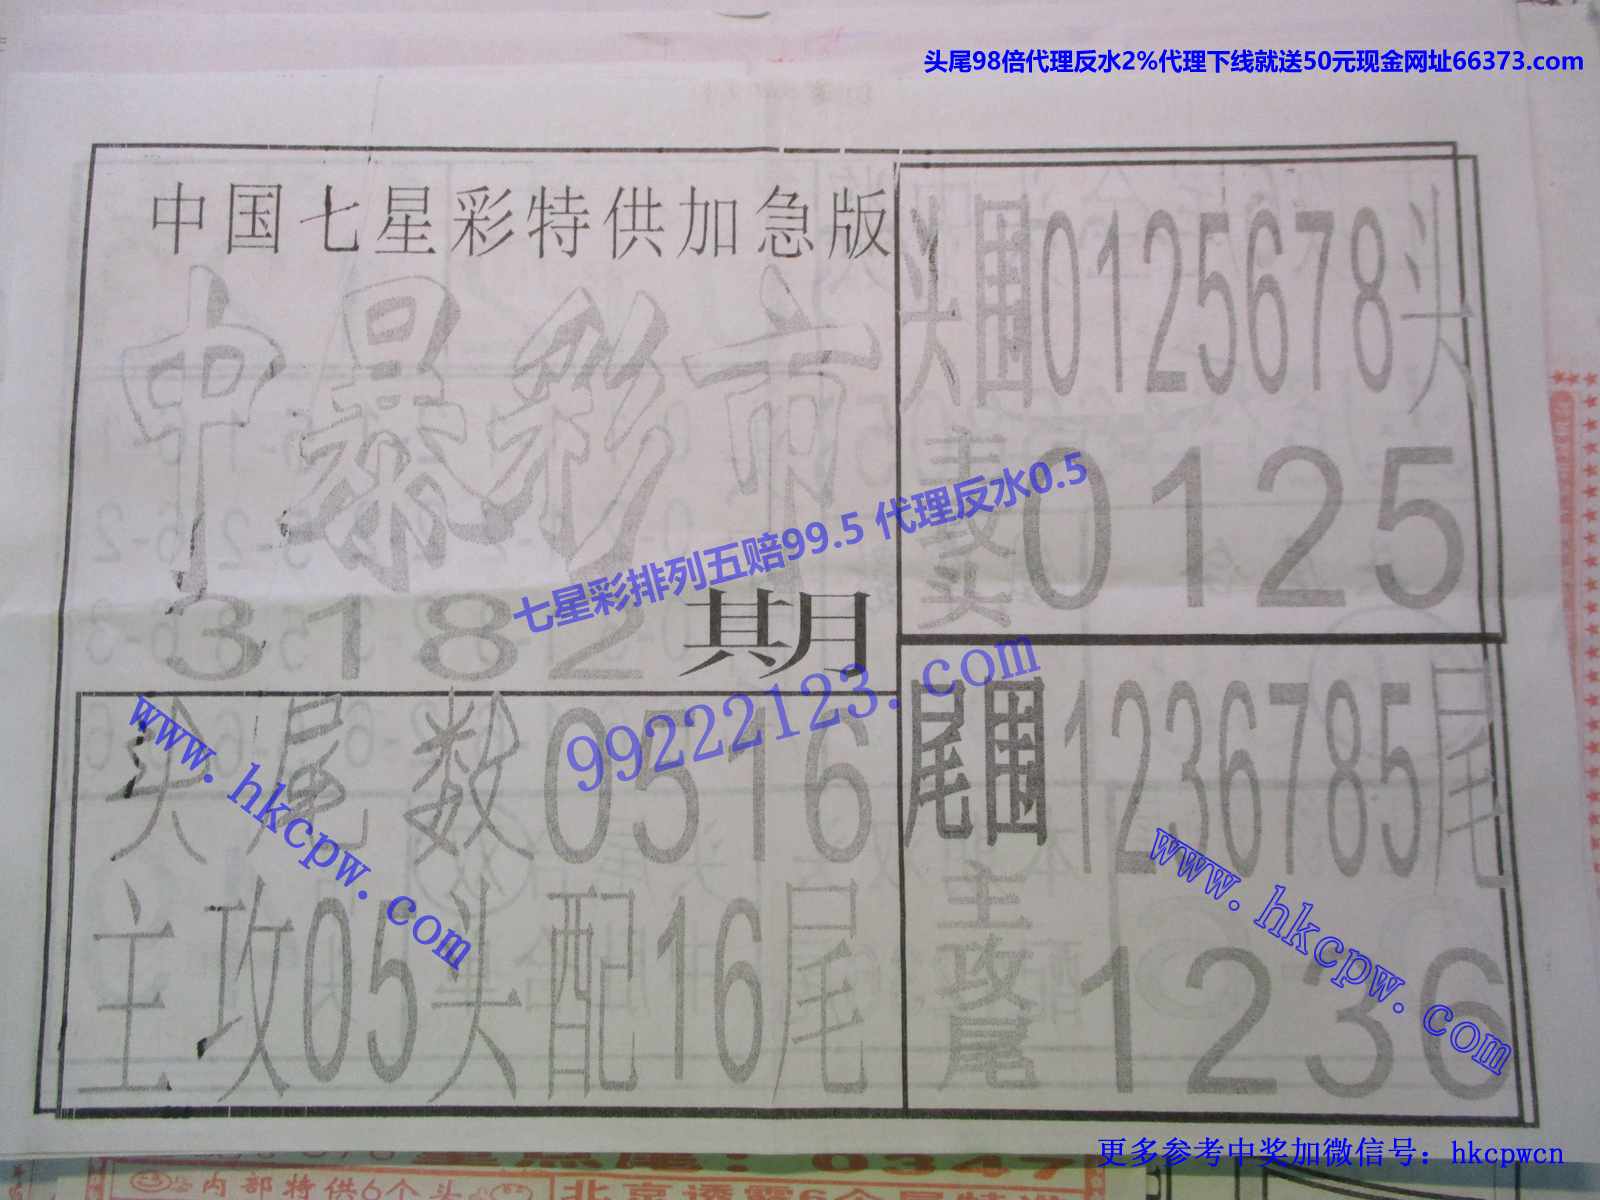 头尾98倍代理反水2%代理下线就送50元现金网址66373.com
中国七星彩特供加急版
中暴彩市
3182期
头围0125678头
主攻头0125
七星彩排列五赔99.5 代理反水0.5
99222123.com
头尾数0516
主攻05头配16尾
尾围1236785尾
主攻尾1236
www.hkcpw.com
www.hkcpw.com
更多参考中奖加微信号：hkcpwcn
0347
内部特供6个头